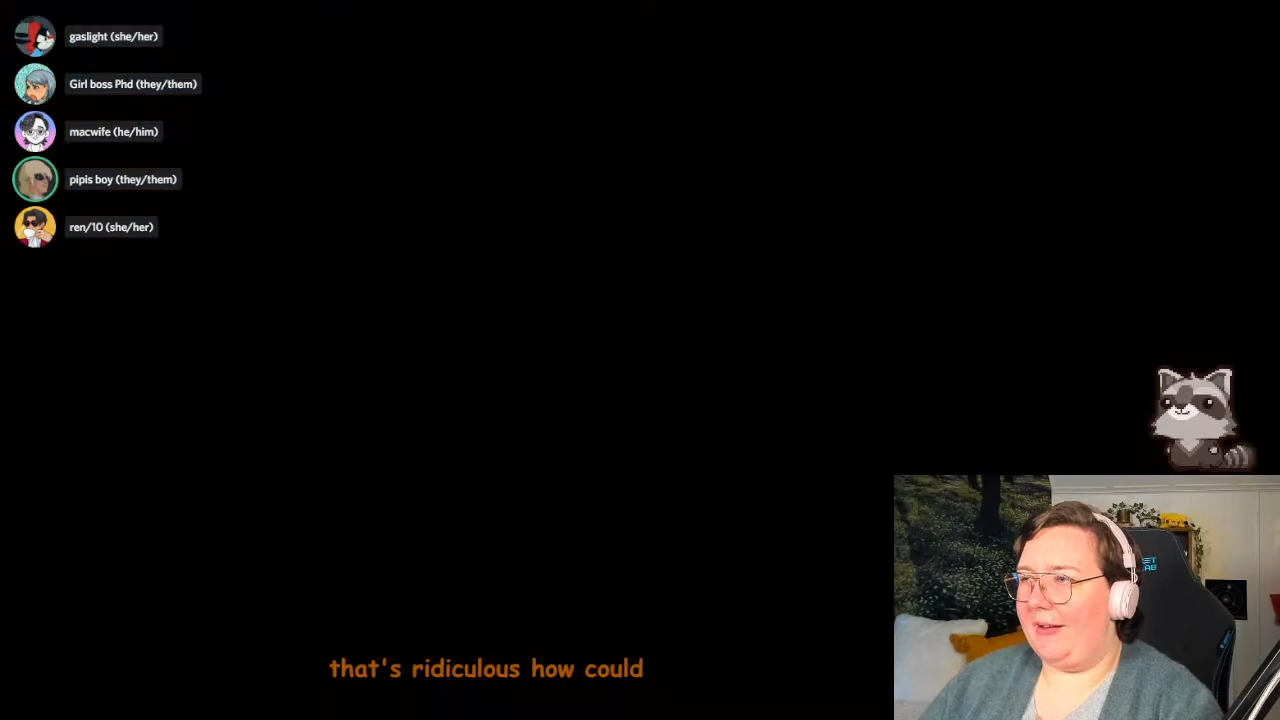 gaslight (she/her)
Girl boss Phd (they/them)
macwife (he/him)
pipis boy (they/them)
ren/10 (she/her)
that's ridiculous how could